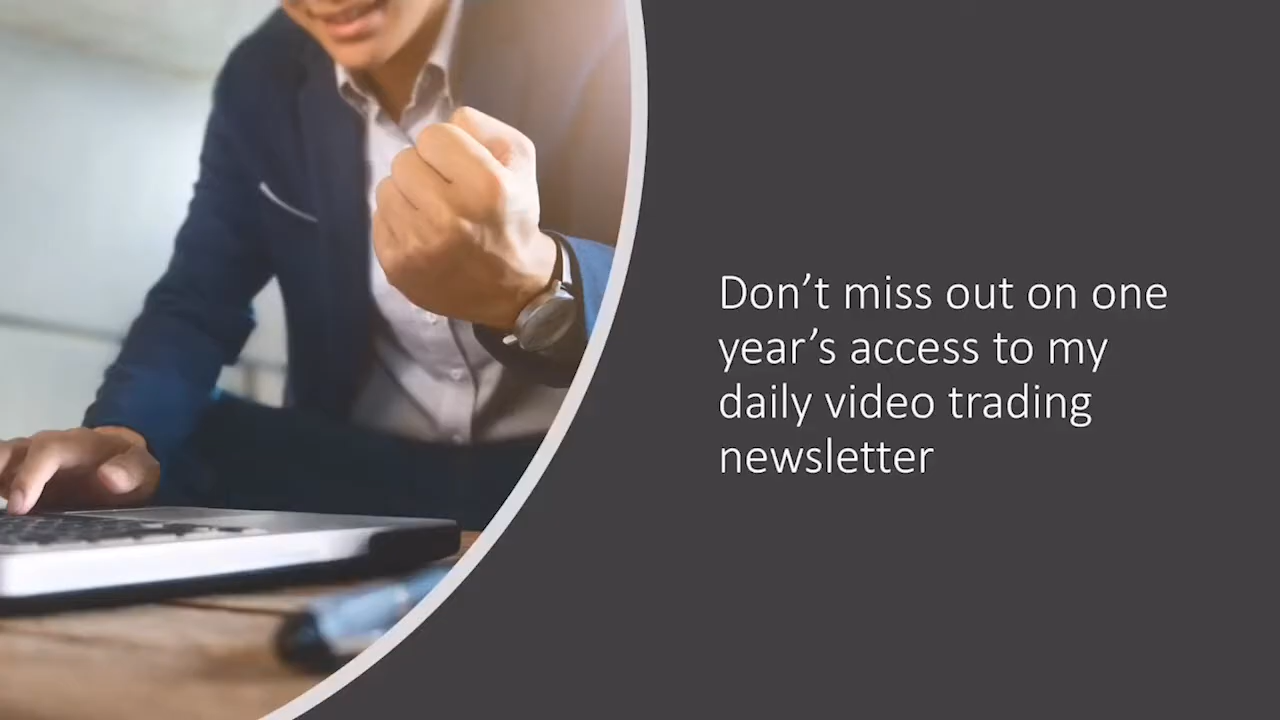 Don’t miss out on one
year’s access to my
daily video trading
newsletter